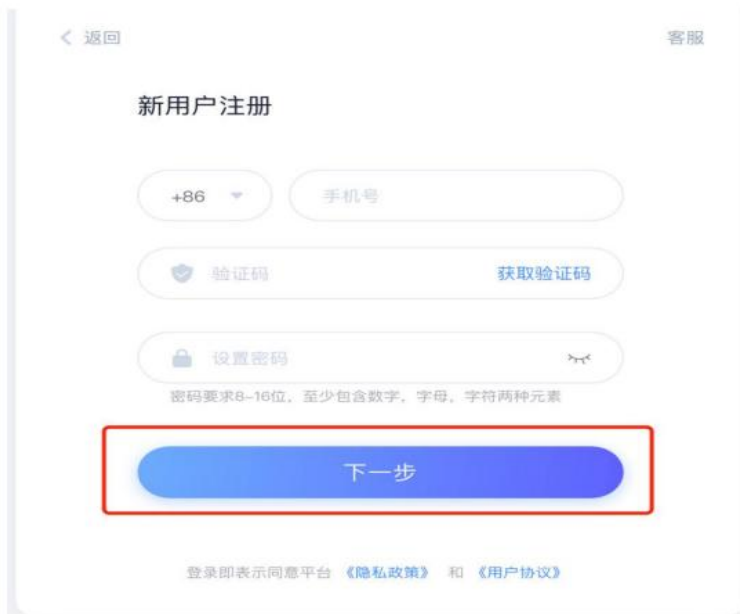 返回 客服
新用户注册
+86 手机号
验证码 获取验证码
设置密码
密码要求8-16位，至少包含数字，字母，字符两种元素
下一步
登录即表示同意平台 《隐私政策》 和 《用户协议》